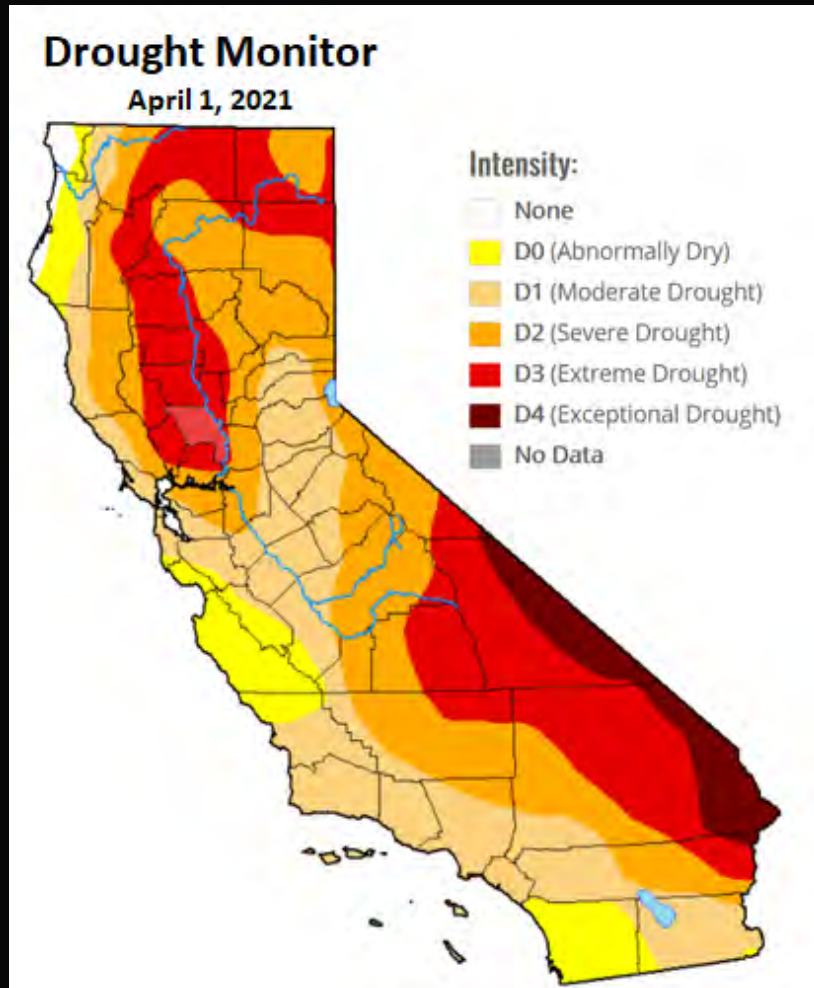 Drought Monitor
April 1, 2021
Intensity:
None
D0 (Abnormally Dry)
D1 (Moderate Drought)
D2 (Severe Drought)
D3 (Extreme Drought)
D4 (Exceptional Drought)
No Data